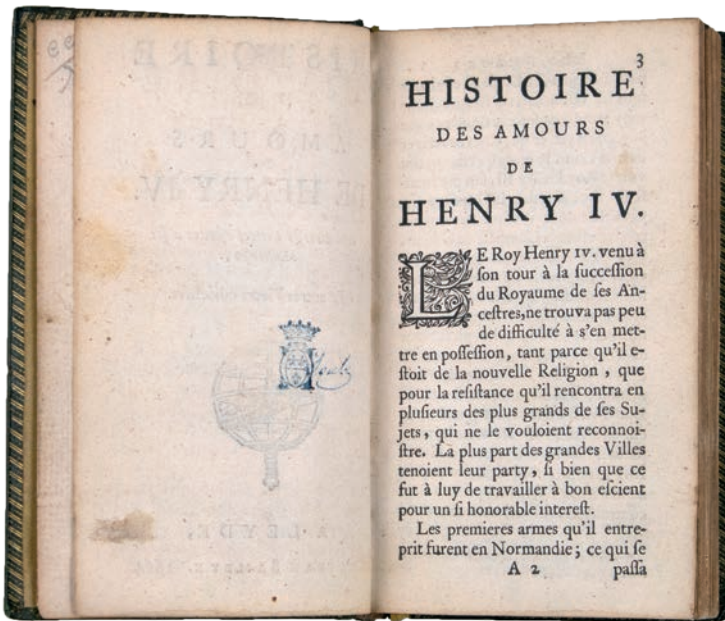 3
HISTOIRE
DES AMOURS
DE
HENRY IV.
LE Roy Henry IV. venu à
ſon tour à la ſucceſſion
du Royaume de ſes An-
ceſtres, ne trouva pas peu
de difficulté à s'en met-
tre en poſſeſſion, tant parce qu'il e-
ſtoit de la nouvelle Religion, que
pour la reſiſtance qu'il rencontra en
pluſieurs des plus grands de ſes Su-
jets, qui ne le vouloient reconnoi-
ſtre. La plus part des grandes Villes
tenoient leur party, ſi bien que ce
fut à luy de travailler à bon eſcient
pour un ſi honorable intereſt.
Les premieres armes qu'il entre-
prit furent en Normandie; ce qui ſe
A 2 paſſa